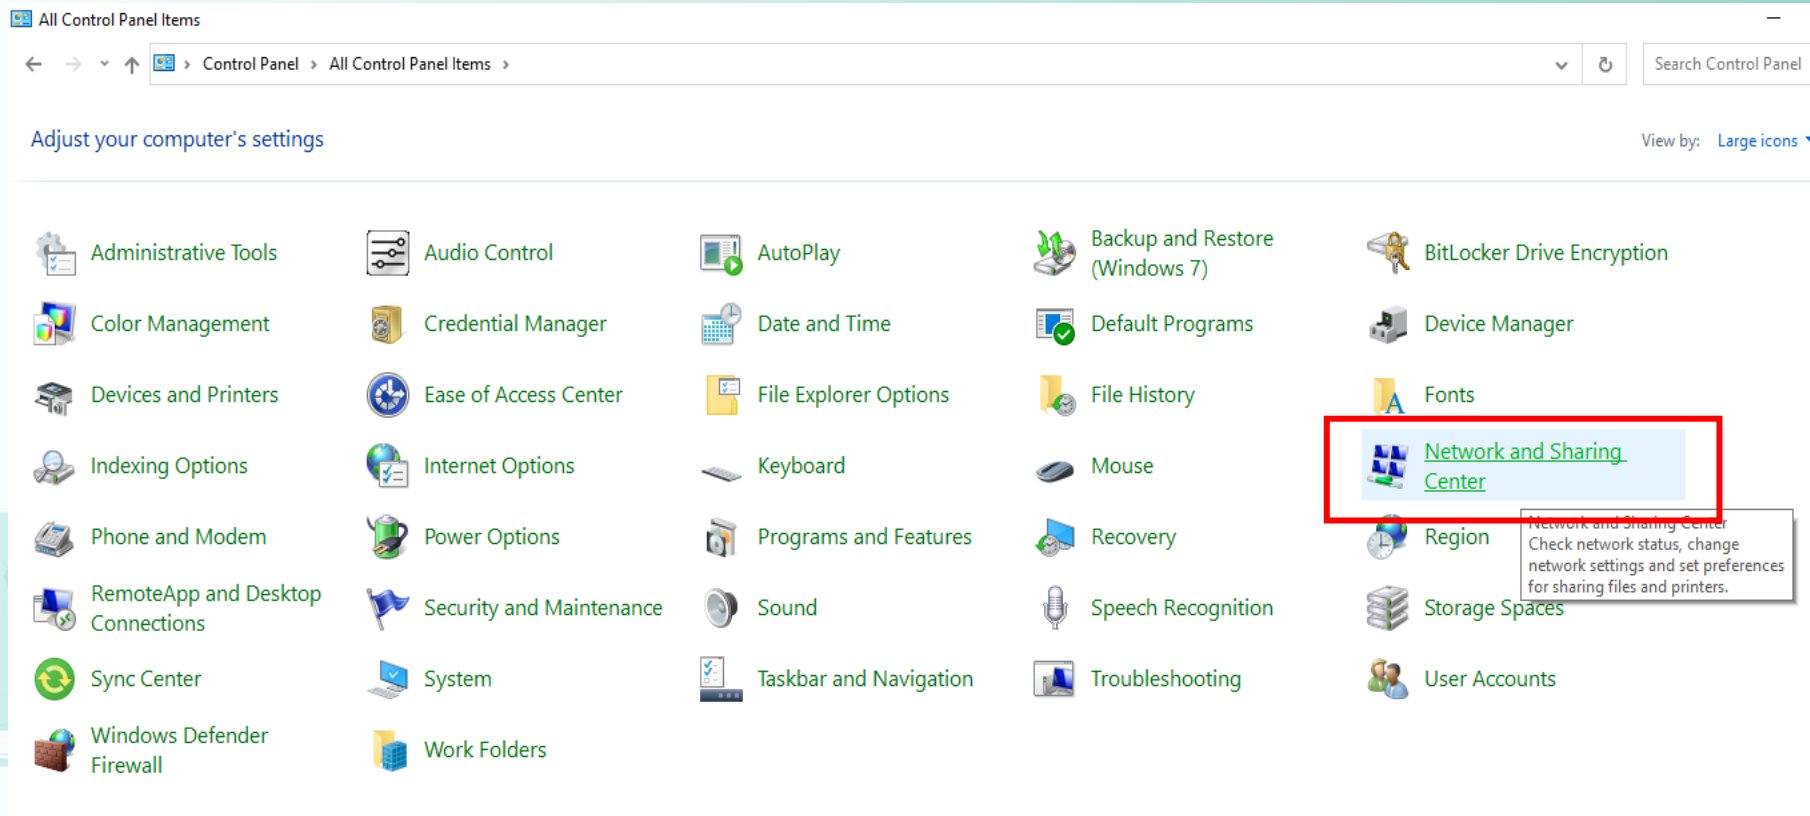 All Control Panel Items
Control Panel > All Control Panel Items >
Search Control Panel
Adjust your computer's settings
View by: Large icons
Administrative Tools
Audio Control
AutoPlay
Backup and Restore
(Windows 7)
BitLocker Drive Encryption
Color Management
Credential Manager
Date and Time
Default Programs
Device Manager
Devices and Printers
Ease of Access Center
File Explorer Options
File History
Fonts
Indexing Options
Internet Options
Keyboard
Mouse
Network and Sharing
Center
Phone and Modem
Power Options
Programs and Features
Recovery
Region
Network and Sharing Center
Check network status, change
network settings and set preferences
for sharing files and printers.
RemoteApp and Desktop
Connections
Security and Maintenance
Sound
Speech Recognition
Storage Spaces
Sync Center
System
Taskbar and Navigation
Troubleshooting
User Accounts
Windows Defender
Firewall
Work Folders